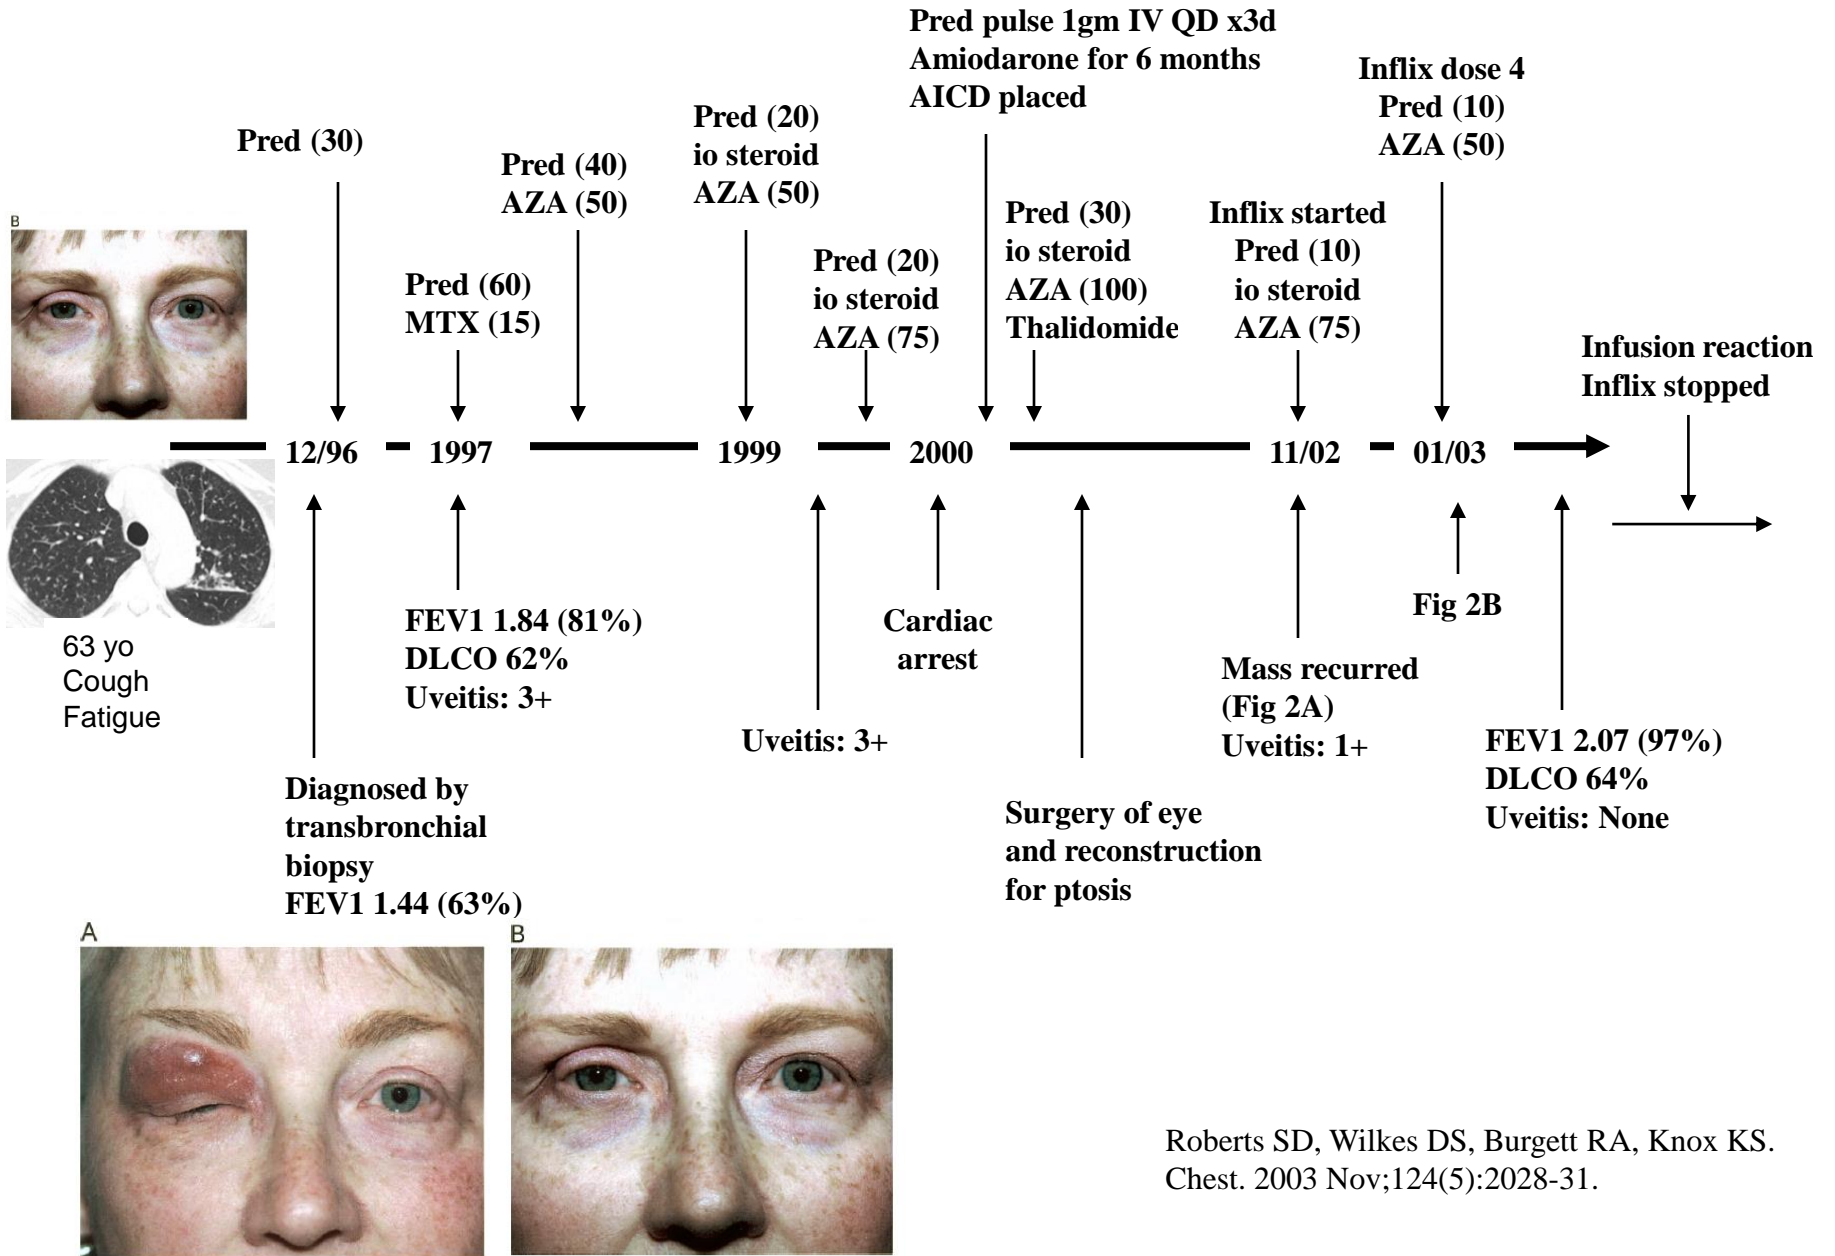 Pred pulse 1gm IV QD x3d
Amiodarone for 6 months
AICD placed
Inflix dose 4
Pred (10)
AZA (50)
Pred (30)
Pred (40)
AZA (50)
Pred (20)
io steroid
AZA (50)
Pred (60)
MTX (15)
Pred (20)
io steroid
AZA (75)
Pred (30)
io steroid
AZA (100)
Thalidomide
Inflix started
Pred (10)
io steroid
AZA (75)
Infusion reaction
Inflix stopped
B
12/96
1997
1999
2000
11/02
01/03
63 yo
Cough
Fatigue
Diagnosed by
transbronchial
biopsy
FEV1 1.44 (63%)
FEV1 1.84 (81%)
DLCO 62%
Uveitis: 3+
Uveitis: 3+
Cardiac
arrest
Surgery of eye
and reconstruction
for ptosis
Mass recurred
(Fig 2A)
Uveitis: 1+
Fig 2B
FEV1 2.07 (97%)
DLCO 64%
Uveitis: None
A
B
Roberts SD, Wilkes DS, Burgett RA, Knox KS.
Chest. 2003 Nov;124(5):2028-31.